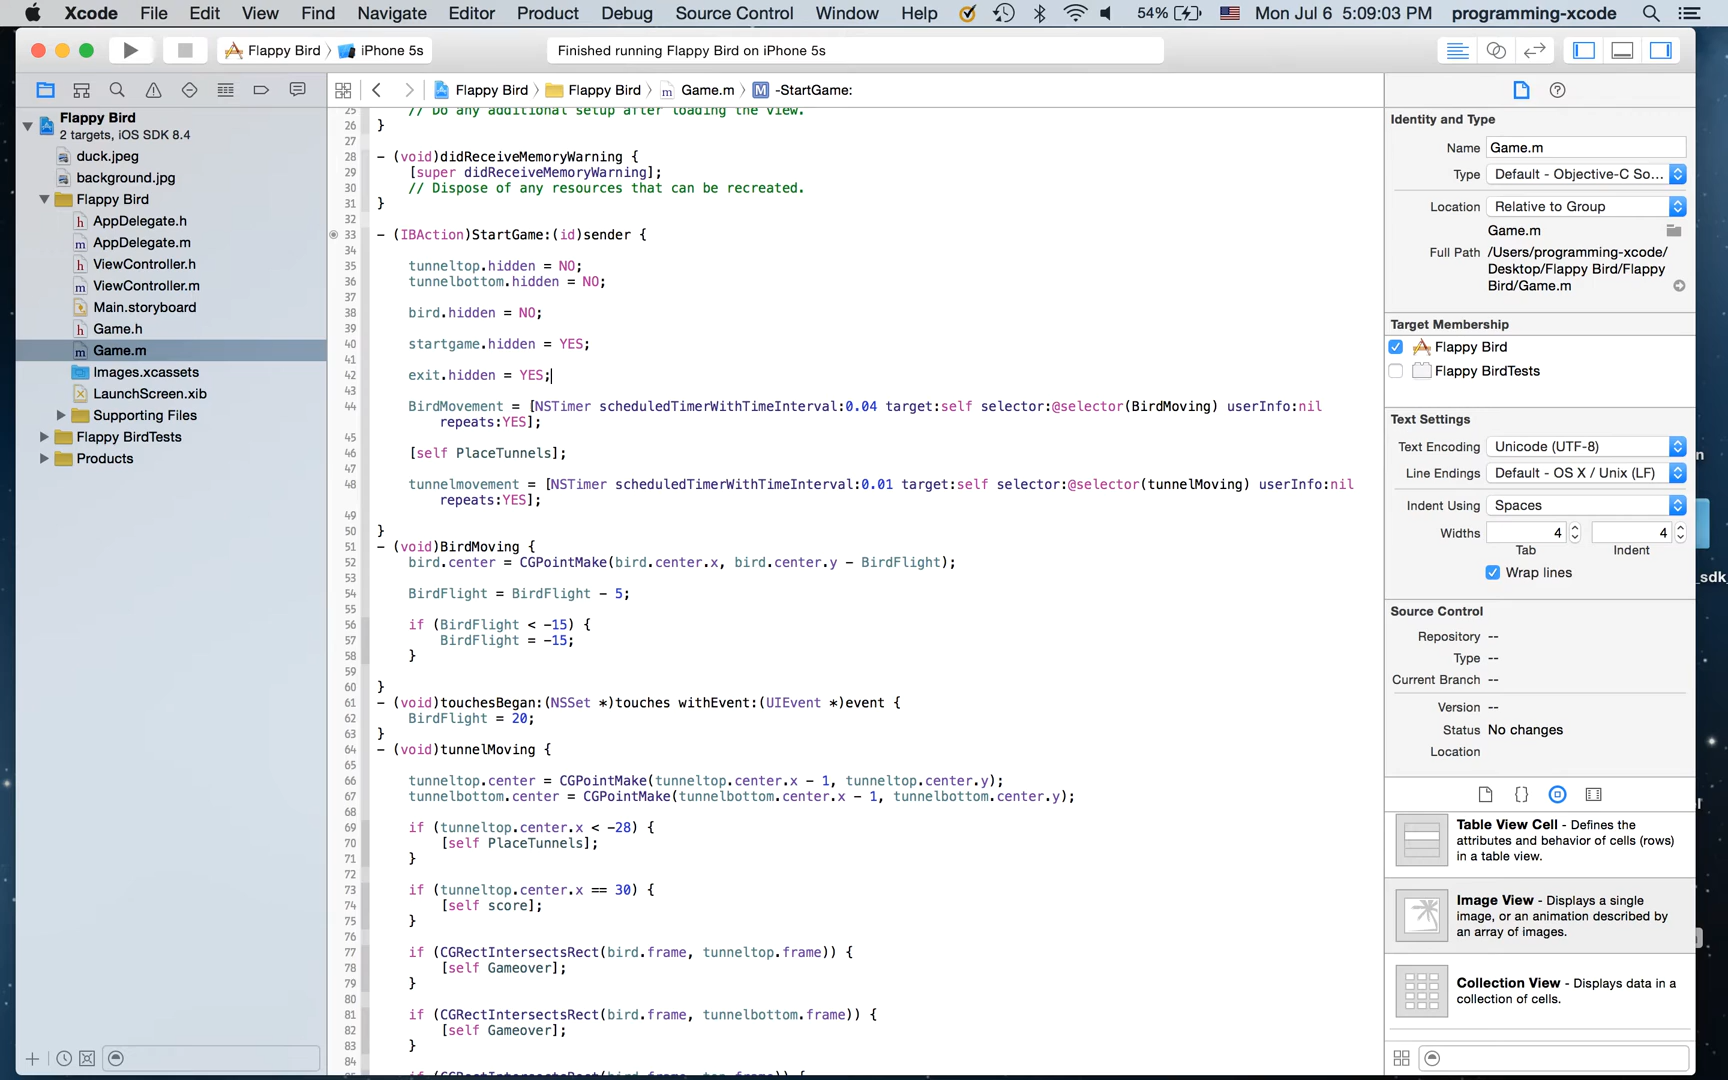 Xcode File Edit View Find Navigate Editor Product Debug Source Control Window Help 54% Mon Jul 6 5:09:03 PM programming-xcode
Flappy Bird iPhone 5s
Finished running Flappy Bird on iPhone 5s
Flappy Bird
2 targets, iOS SDK 8.4
duck.jpeg
background.jpg
Flappy Bird
h AppDelegate.h
m AppDelegate.m
h ViewController.h
m ViewController.m
Main.storyboard
h Game.h
m Game.m
Images.xcassets
LaunchScreen.xib
Supporting Files
Flappy BirdTests
Products
Flappy Bird Flappy Bird m Game.m M -StartGame:
25 // Do any additional setup after loading the view.
26 }
27
28 - (void)didReceiveMemoryWarning {
29 [super didReceiveMemoryWarning];
30 // Dispose of any resources that can be recreated.
31 }
32
33 - (IBAction)StartGame:(id)sender {
34
35 tunneltop.hidden = NO;
36 tunnelbottom.hidden = NO;
37
38 bird.hidden = NO;
39
40 startgame.hidden = YES;
41
42 exit.hidden = YES;
43
44 BirdMovement = [NSTimer scheduledTimerWithTimeInterval:0.04 target:self selector:@selector(BirdMoving) userInfo:nil
repeats:YES];
45
46 [self PlaceTunnels];
47
48 tunnelmovement = [NSTimer scheduledTimerWithTimeInterval:0.01 target:self selector:@selector(tunnelMoving) userInfo:nil
repeats:YES];
49
50 }
51 - (void)BirdMoving {
52 bird.center = CGPointMake(bird.center.x, bird.center.y - BirdFlight);
53
54 BirdFlight = BirdFlight - 5;
55
56 if (BirdFlight < -15) {
57 BirdFlight = -15;
58 }
59
60 }
61 - (void)touchesBegan:(NSSet *)touches withEvent:(UIEvent *)event {
62 BirdFlight = 20;
63 }
64 - (void)tunnelMoving {
66 tunneltop.center = CGPointMake(tunneltop.center.x - 1, tunneltop.center.y);
67 tunnelbottom.center = CGPointMake(tunnelbottom.center.x - 1, tunnelbottom.center.y);
68
69 if (tunneltop.center.x < -28) {
70 [self PlaceTunnels];
71 }
72
73 if (tunneltop.center.x == 30) {
74 [self score];
75 }
76
77 if (CGRectIntersectsRect(bird.frame, tunneltop.frame)) {
78 [self Gameover];
79 }
80
81 if (CGRectIntersectsRect(bird.frame, tunnelbottom.frame)) {
82 [self Gameover];
83 }
84
Identity and Type
Name Game.m
Type Default - Objective-C So...
Location Relative to Group
Game.m
Full Path /Users/programming-xcode/
Desktop/Flappy Bird/Flappy
Bird/Game.m
Target Membership
Flappy Bird
Flappy BirdTests
Text Settings
Text Encoding Unicode (UTF-8)
Line Endings Default - OS X / Unix (LF)
Indent Using Spaces
Widths 4 4
Tab Indent
Wrap lines
Source Control
Repository --
Type --
Current Branch --
Version --
Status No changes
Location
Table View Cell - Defines the
attributes and behavior of cells (rows)
in a table view.
Image View - Displays a single
image, or an animation described by
an array of images.
Collection View - Displays data in a
collection of cells.
_sdk_